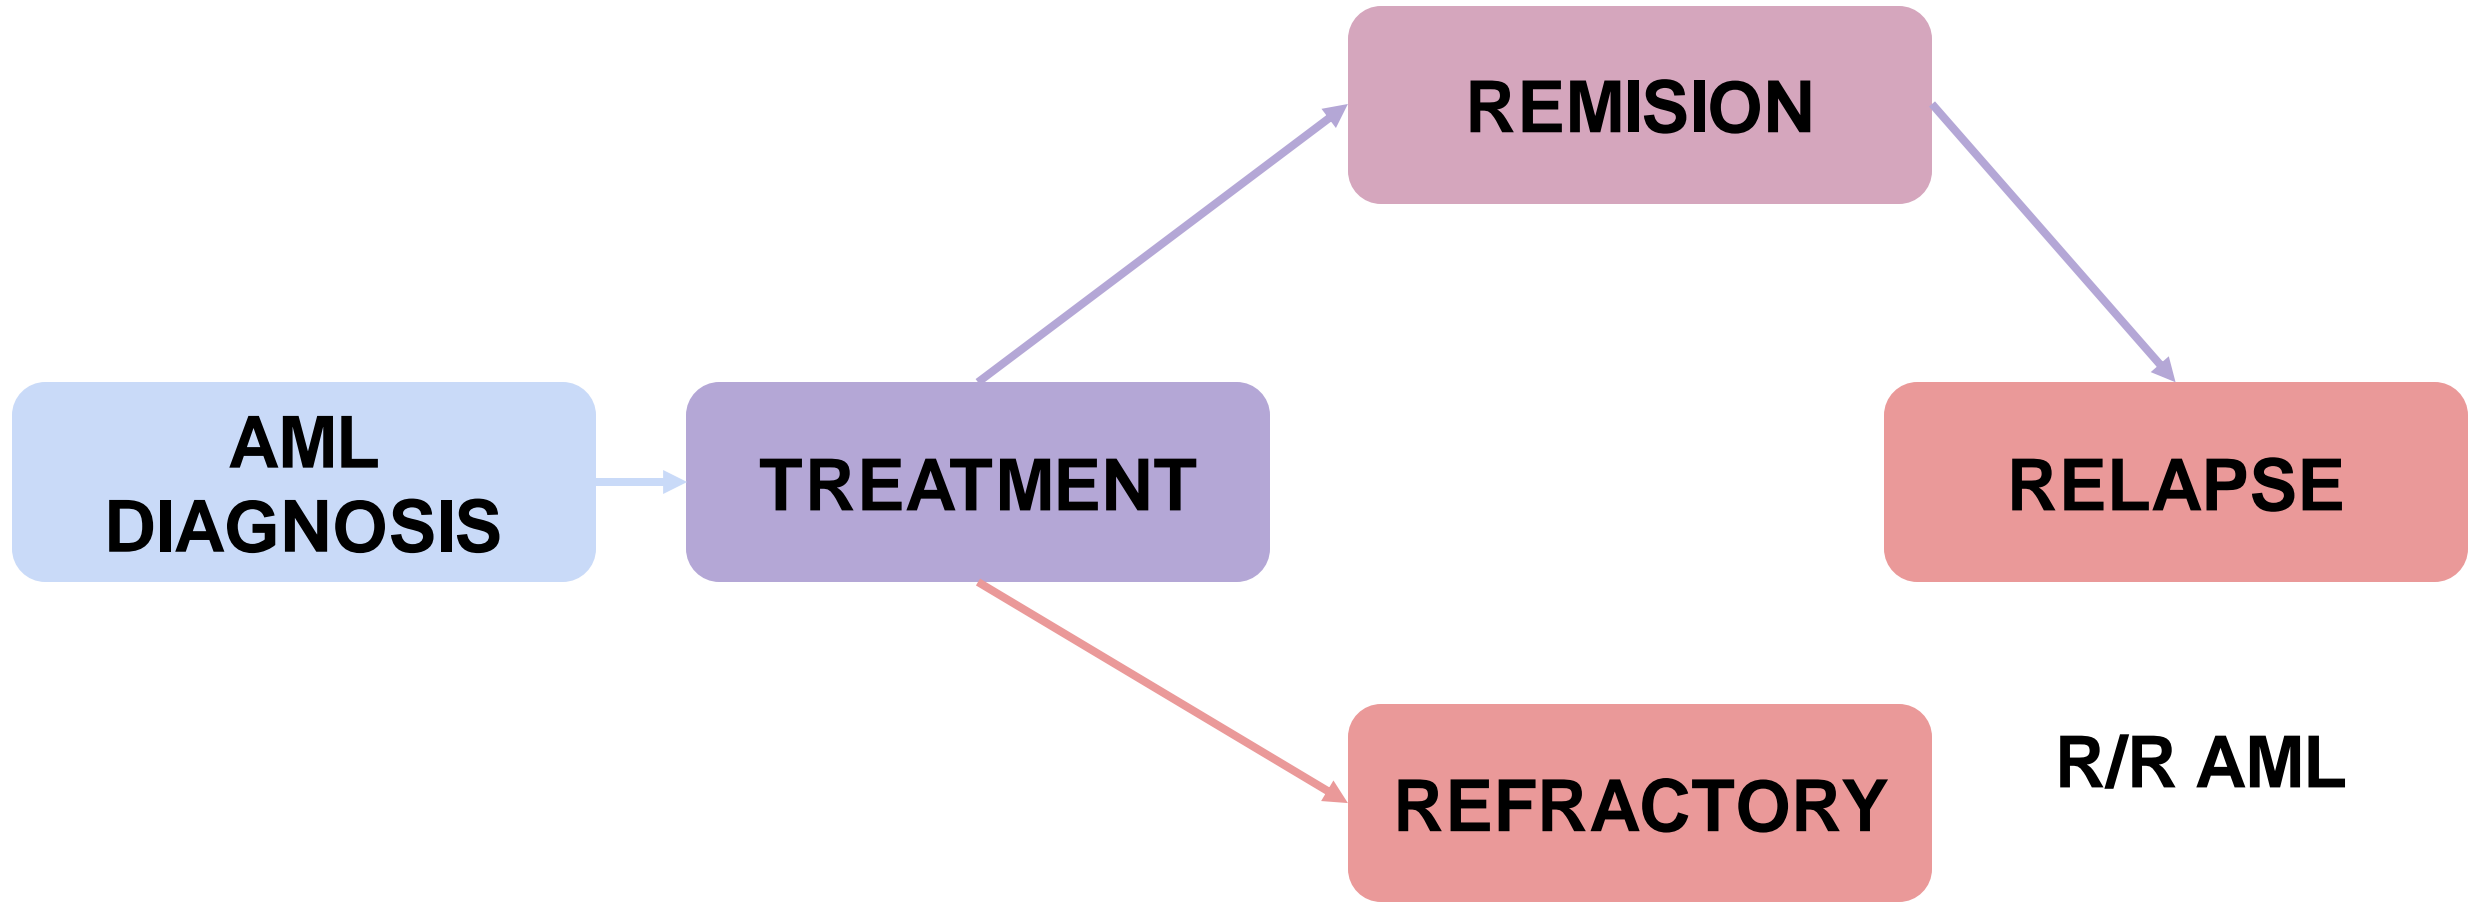 AML
DIAGNOSIS
TREATMENT
REMISION
RELAPSE
REFRACTORY
R/R AML